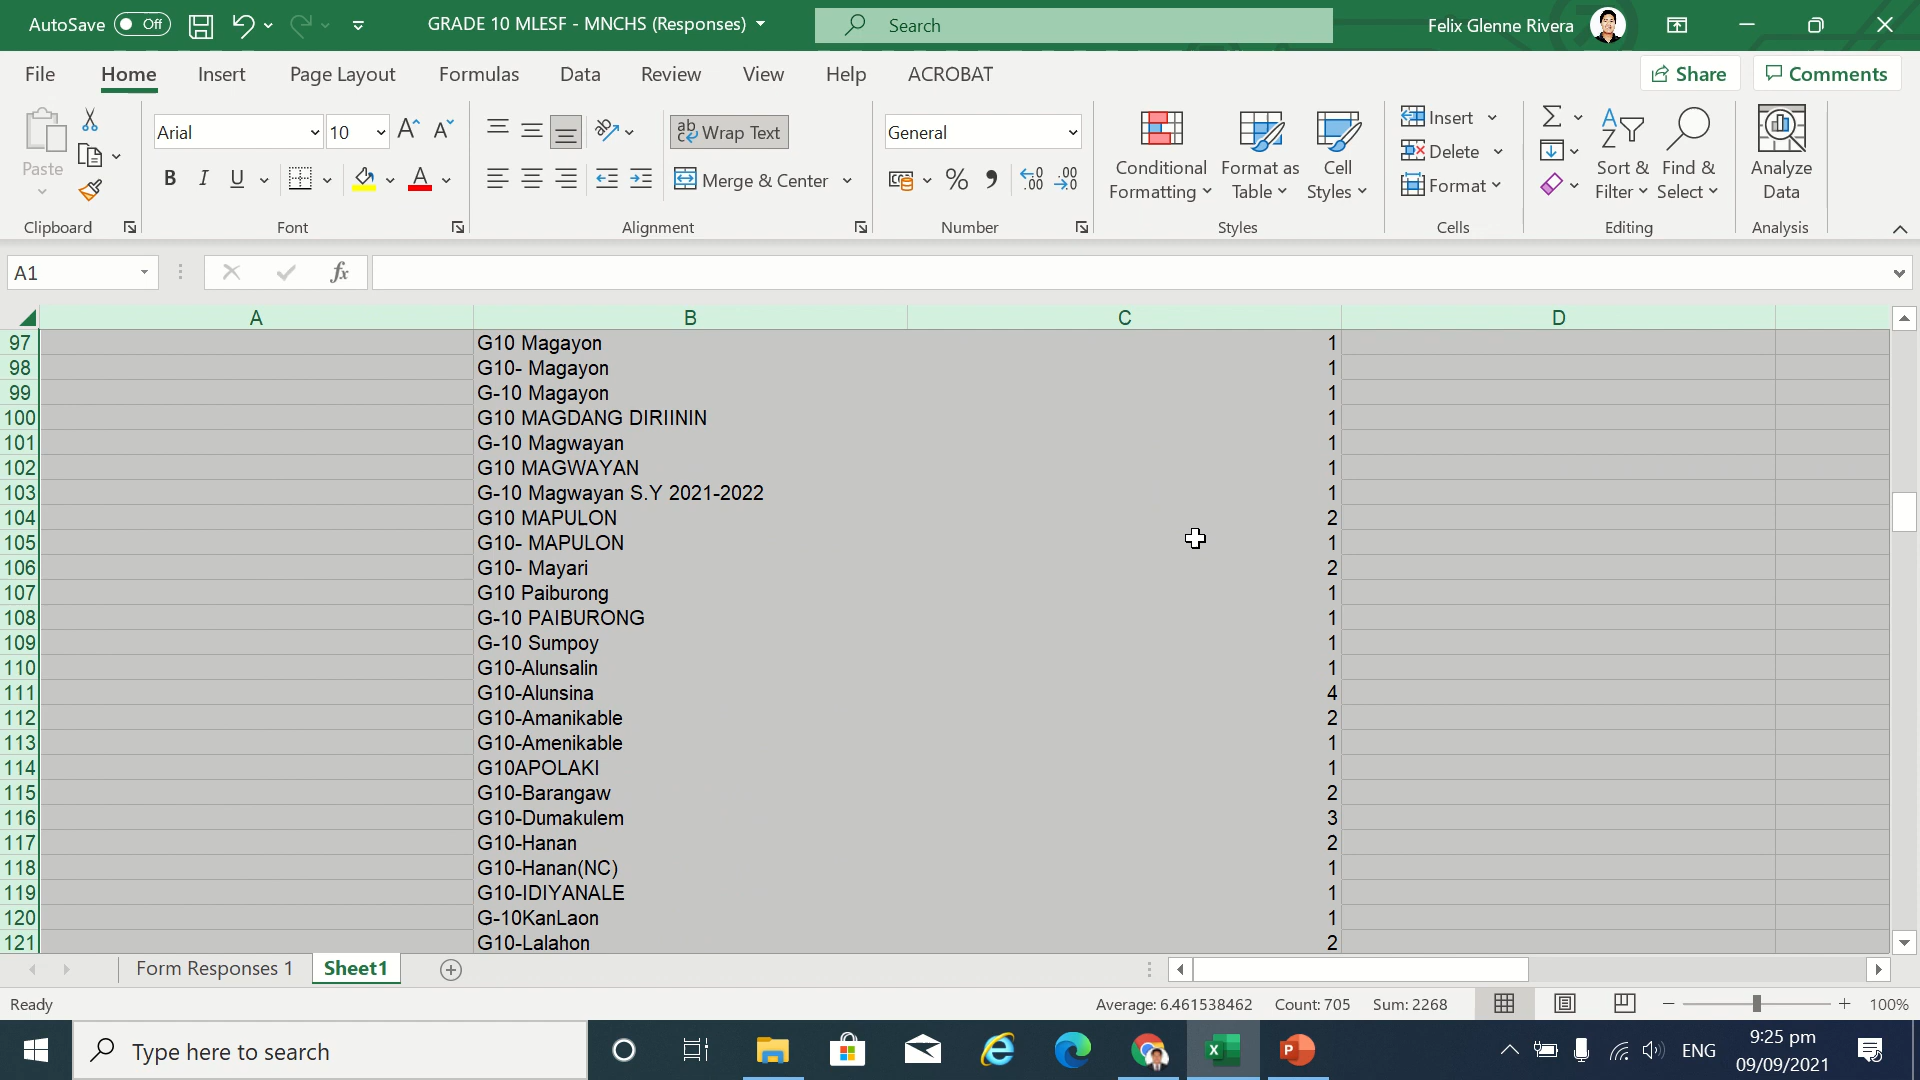 AutoSave Off GRADE 10 MLESF - MNCHS (Responses) Search Felix Glenne Rivera
File Home Insert Page Layout Formulas Data Review View Help ACROBAT Share Comments
Paste
Clipboard
Arial 10
B I U A
Font
ab Wrap Text
Merge & Center
Alignment
General
% , .00 .00
Number
Conditional Formatting
Format as Table
Cell Styles
Styles
Insert
Delete
Format
Cells
Sort & Filter
Find & Select
Editing
Analyze Data
Analysis
A1 fx
A B C D
97 G10 Magayon 1
98 G10- Magayon 1
99 G-10 Magayon 1
100 G10 MAGDANG DIRIININ 1
101 G-10 Magwayan 1
102 G10 MAGWAYAN 1
103 G-10 Magwayan S.Y 2021-2022 1
104 G10 MAPULON 2
105 G10- MAPULON 1
106 G10- Mayari 2
107 G10 Paiburong 1
108 G-10 PAIBURONG 1
109 G-10 Sumpoy 1
110 G10-Alunsalin 1
111 G10-Alunsina 4
112 G10-Amanikable 2
113 G10-Amenikable 1
114 G10APOLAKI 1
115 G10-Barangaw 2
116 G10-Dumakulem 3
117 G10-Hanan 2
118 G10-Hanan(NC) 1
119 G10-IDIYANALE 1
120 G-10KanLaon 1
121 G10-Lalahon 2
Form Responses 1 Sheet1
Ready Average: 6.461538462 Count: 705 Sum: 2268 100%
Type here to search ENG 9:25 pm
09/09/2021